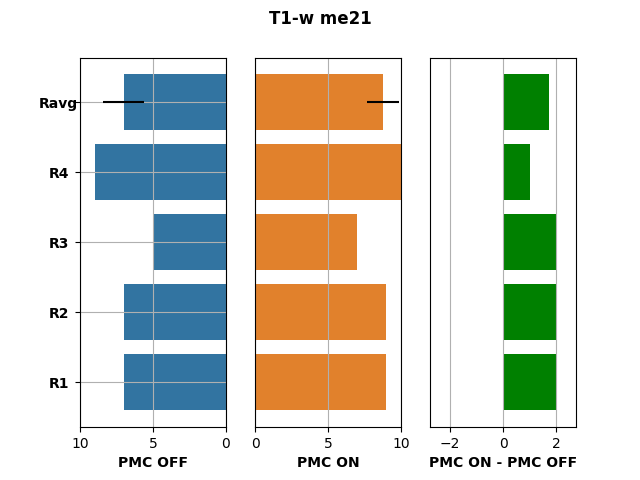 T1-w me21
Ravg
R4
R3
R2
R1
10 5 0
0 5 10
−2 0 2
PMC OFF
PMC ON
PMC ON - PMC OFF